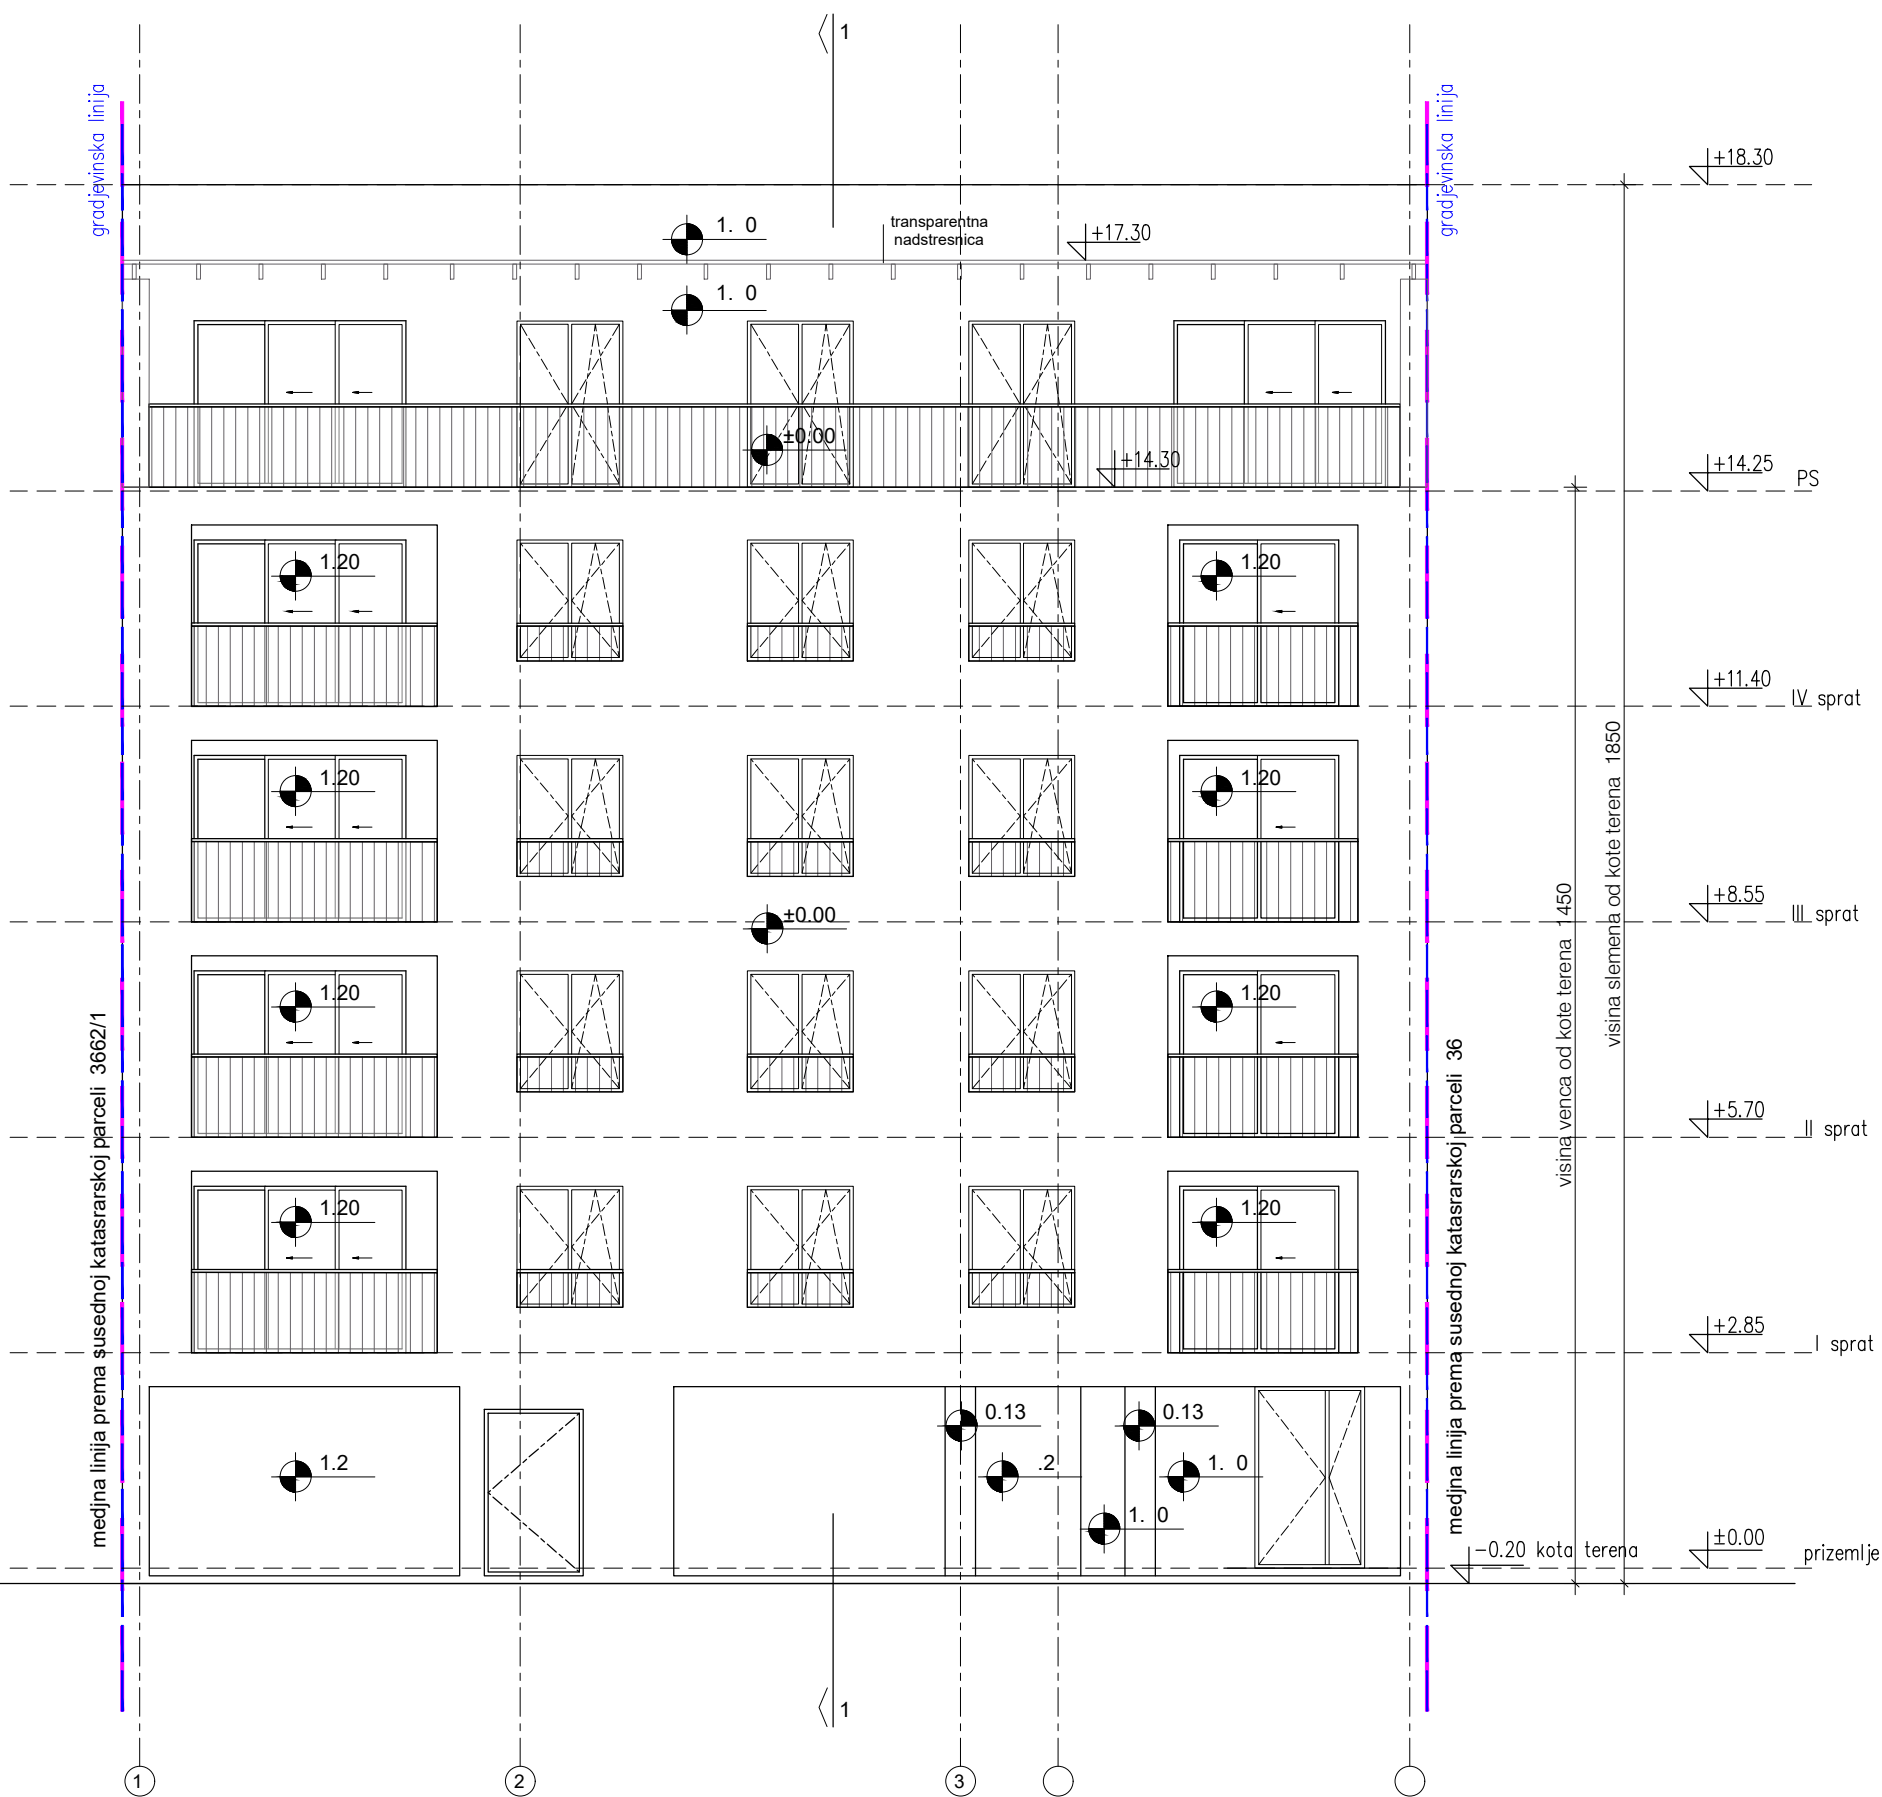 1
gradjevinska linija
gradjevinska linija
+18.30
1. 0
transparentna
nadstresnica
+17.30
1. 0
±0.00
+14.30
+14.25
PS
1.20
1.20
+11.40
IV sprat
1.20
1.20
visina slemena od kote terena 1850
visina venca od kote terena 1450
+8.55
III sprat
±0.00
1.20
1.20
medjna linija prema susednoj katasrarskoj parceli 3662/1
medjna linija prema susednoj katasrarskoj parceli 36
+5.70
II sprat
1.20
1.20
+2.85
I sprat
0.13
0.13
1.2
.2
1. 0
1. 0
-0.20 kota terena
±0.00
prizemlje
1
1
2
3